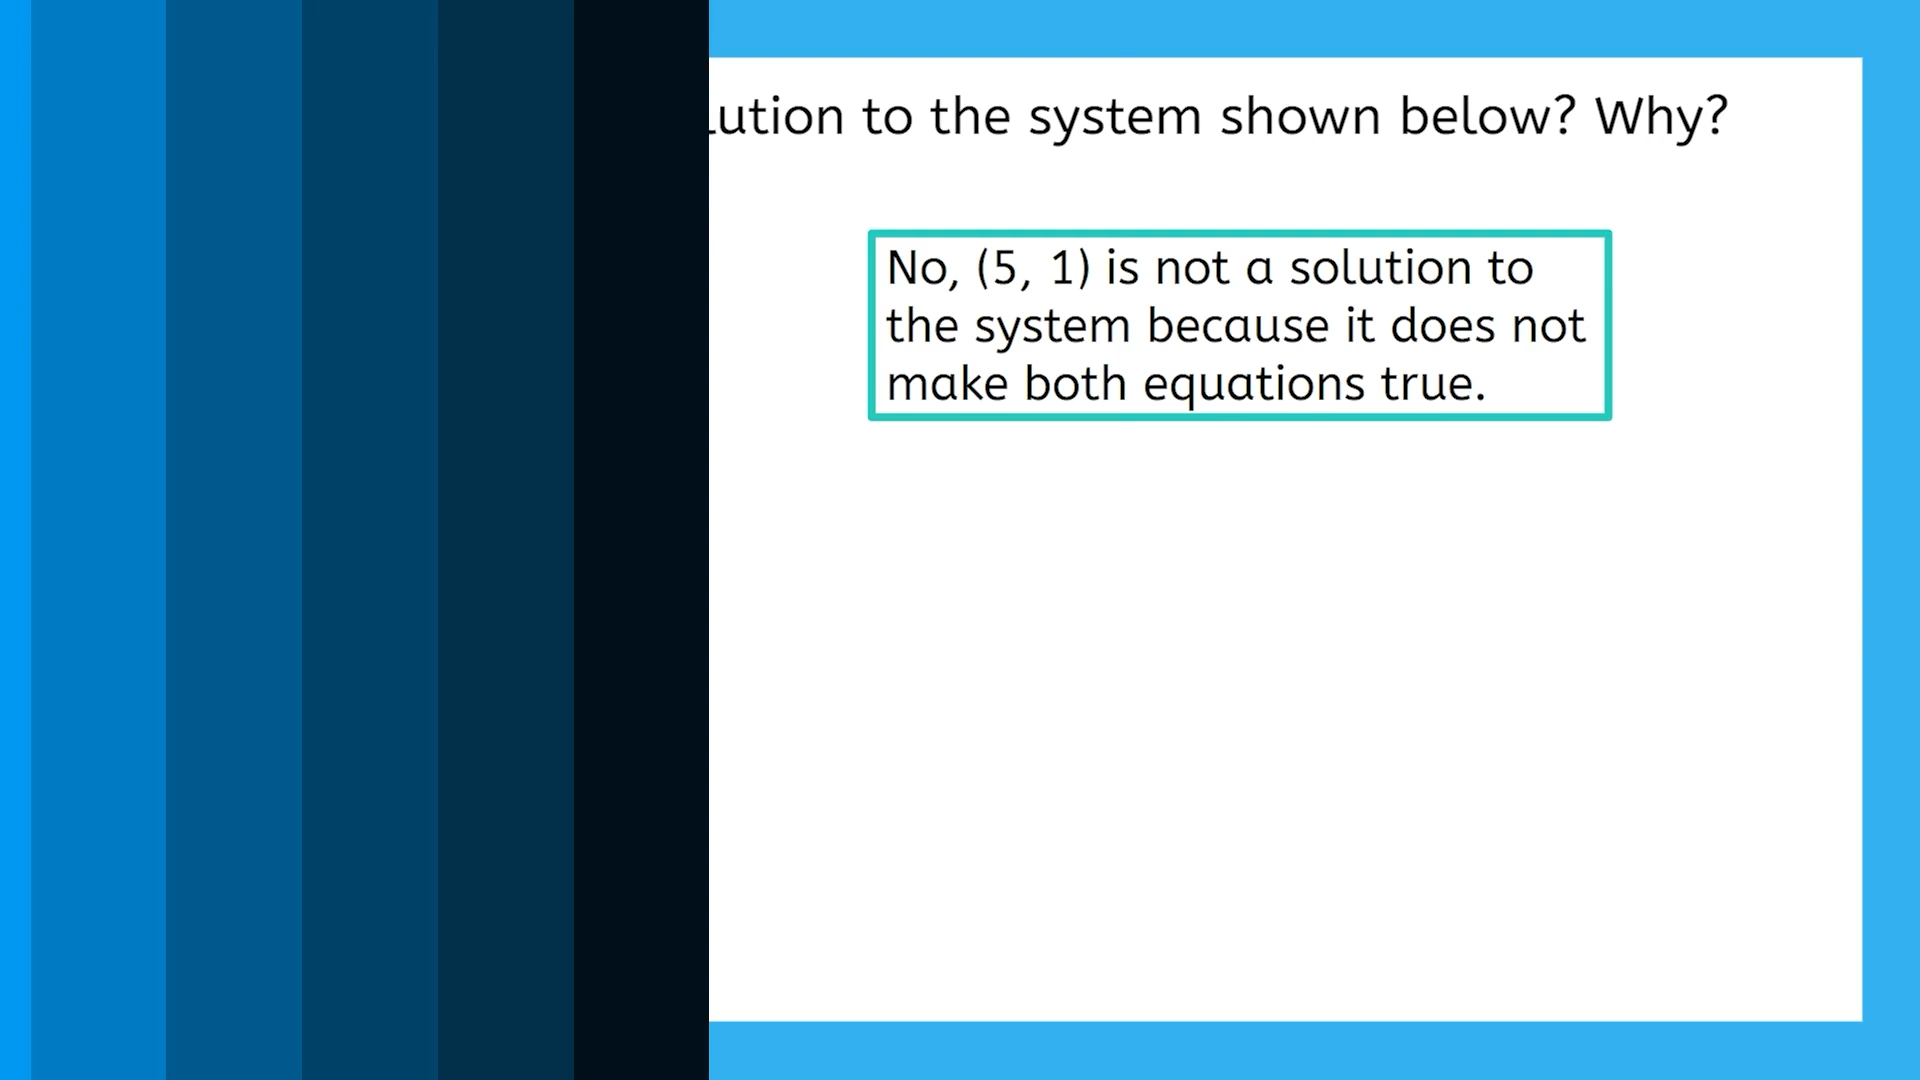 to the system shown below? Why?
No, (5, 1) is not a solution to
the system because it does not
make both equations true.